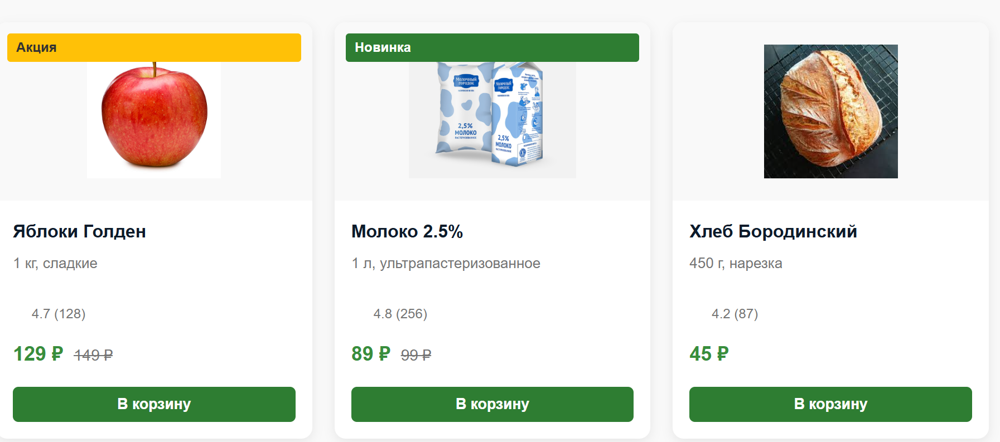 Акция
Новинка
МОЛОЧНЫЙ
ГОРОДОК
МОЛОЧНЫЙ
ГОРОДОК
2,5%
МОЛОКО
ПАСТЕРИЗОВАННОЕ
2,5%
МОЛОКО
ПАСТЕРИЗОВАННОЕ
Яблоки Голден
1 кг, сладкие
4.7 (128)
129 ₽ 149 ₽
В корзину
Молоко 2.5%
1 л, ультрапастеризованное
4.8 (256)
89 ₽ 99 ₽
В корзину
Хлеб Бородинский
450 г, нарезка
4.2 (87)
45 ₽
В корзину